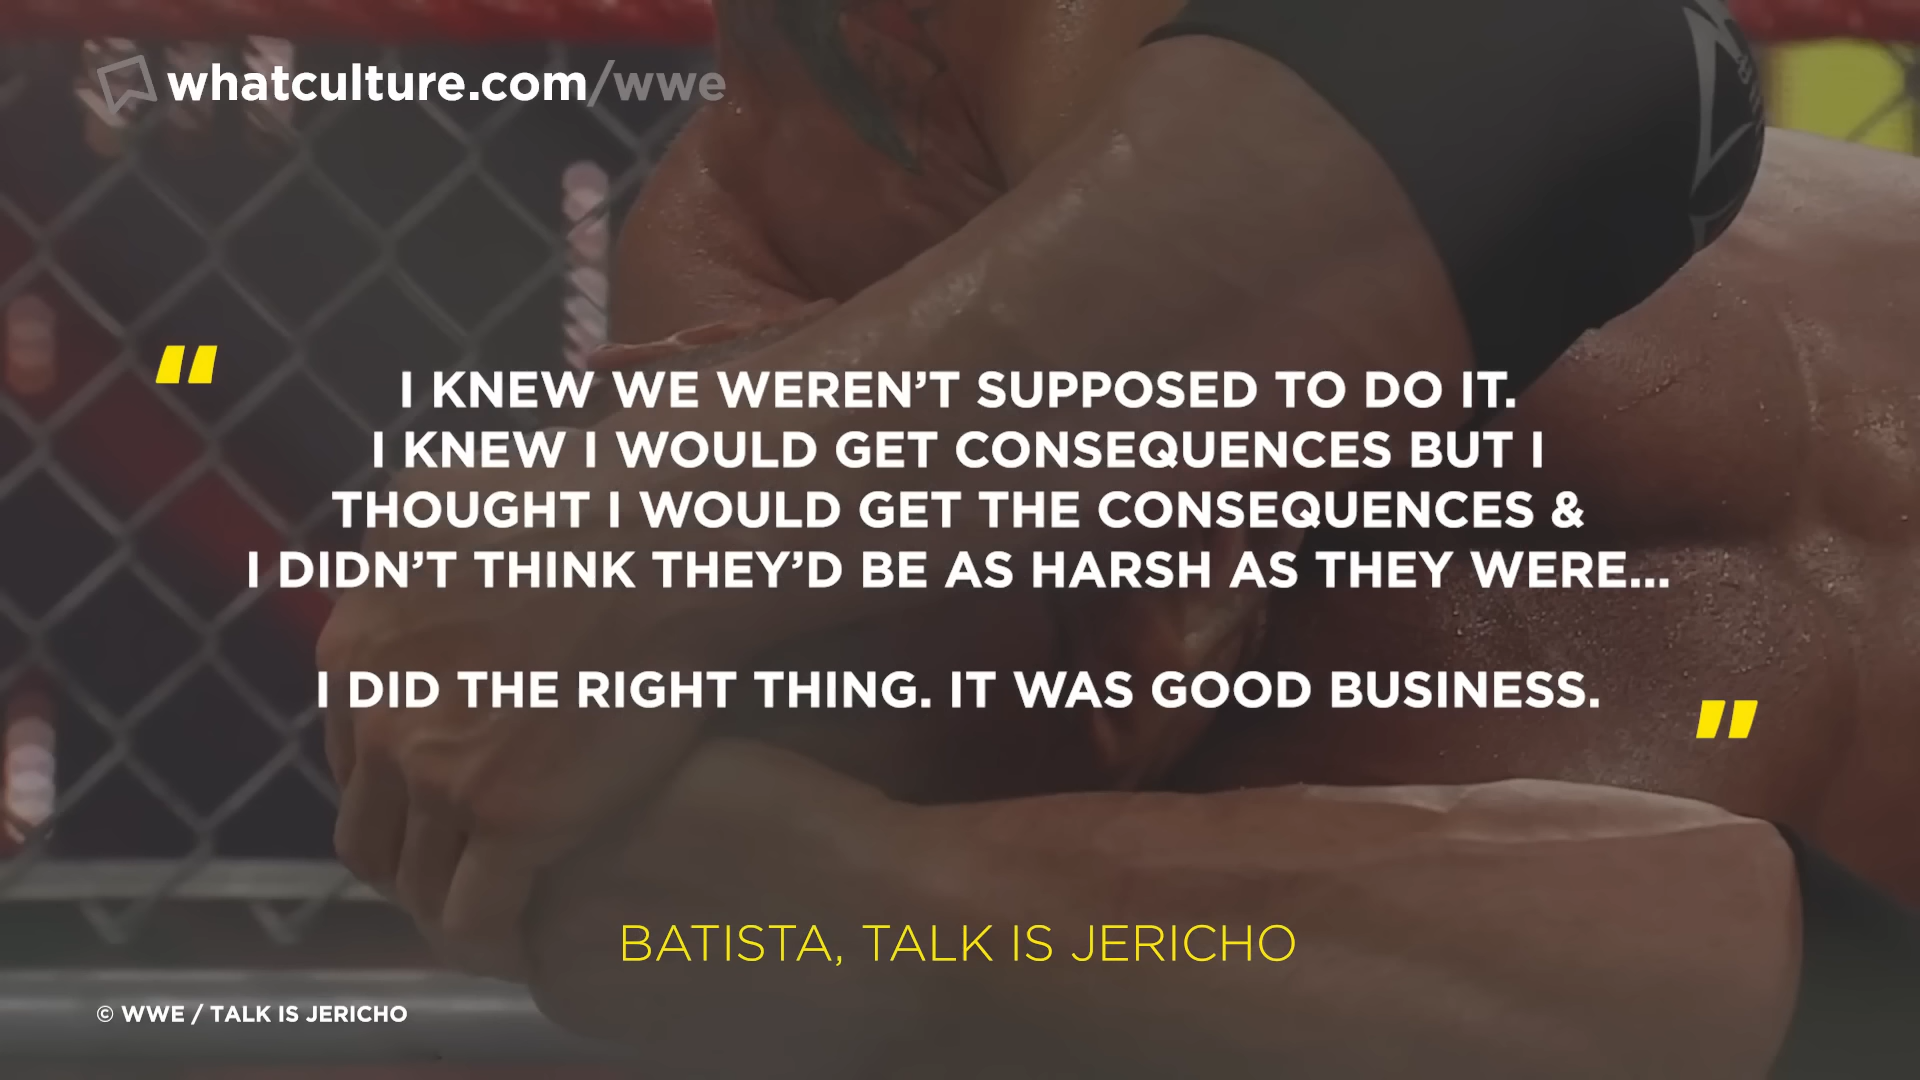 whatculture.com/wwe
"
I KNEW WE WEREN’T SUPPOSED TO DO IT.
I KNEW I WOULD GET CONSEQUENCES BUT I
THOUGHT I WOULD GET THE CONSEQUENCES &
I DIDN’T THINK THEY’D BE AS HARSH AS THEY WERE...
I DID THE RIGHT THING. IT WAS GOOD BUSINESS.
"
BATISTA, TALK IS JERICHO
© WWE / TALK IS JERICHO